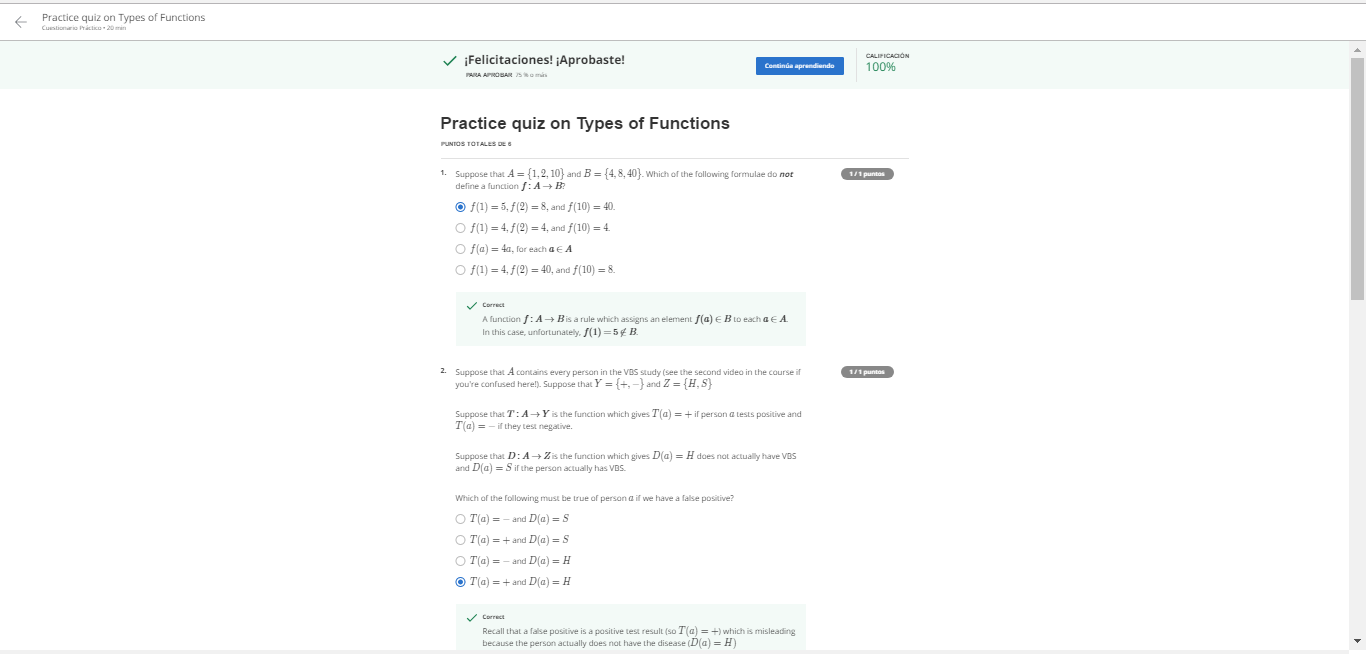 Practice quiz on Types of Functions
Cuestionario Práctico • 20 min
¡Felicitaciones! ¡Aprobaste!
PARA APROBAR 75 % o más
Continúa aprendiendo
CALIFICACIÓN
100%
Practice quiz on Types of Functions
PUNTOS TOTALES DE 6
1. Suppose that A = {1, 2, 10} and B = {4, 8, 40}. Which of the following formulae do not
define a function f : A → B?
1 / 1 puntos
f(1) = 5, f(2) = 8, and f(10) = 40.
f(1) = 4, f(2) = 4, and f(10) = 4.
f(a) = 4a, for each a ∈ A
f(1) = 4, f(2) = 40, and f(10) = 8.
Correct
A function f : A → B is a rule which assigns an element f(a) ∈ B to each a ∈ A.
In this case, unfortunately, f(1) = 5 ∉ B.
2. Suppose that A contains every person in the VBS study (see the second video in the course if
you're confused here!). Suppose that Y = {+, −} and Z = {H, S}
1 / 1 puntos
Suppose that T : A → Y is the function which gives T(a) = + if person a tests positive and
T(a) = − if they test negative.
Suppose that D : A → Z is the function which gives D(a) = H does not actually have VBS
and D(a) = S if the person actually has VBS.
Which of the following must be true of person a if we have a false positive?
T(a) = − and D(a) = S
T(a) = + and D(a) = S
T(a) = − and D(a) = H
T(a) = + and D(a) = H
Correct
Recall that a false positive is a positive test result (so T(a) = +) which is misleading
because the person actually does not have the disease (D(a) = H)